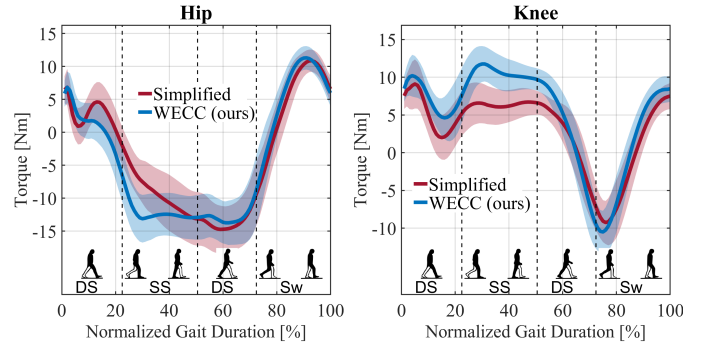 Hip
Torque [Nm]
15
10
5
0
-5
-10
-15
Simplified
WECC (ours)
DS
SS
DS
Sw
0
20
40
60
80
100
Normalized Gait Duration [%]
Knee
Torque [Nm]
15
10
5
0
-5
-10
Simplified
WECC (ours)
DS
SS
DS
Sw
0
20
40
60
80
100
Normalized Gait Duration [%]